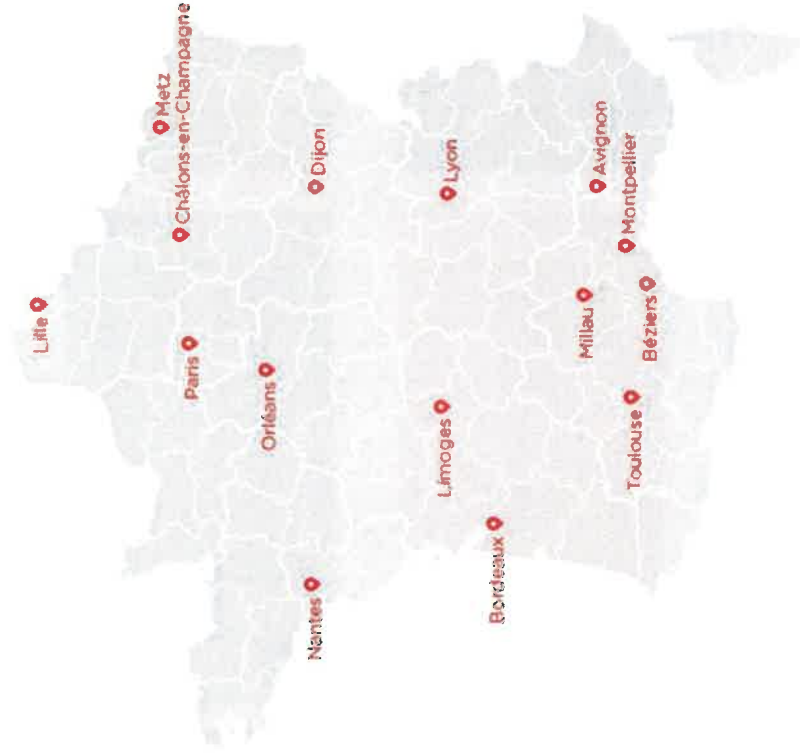 Lille
Metz
Châlons-en-Champagne
Paris
Orléans
Dijon
Nantes
Limoges
Lyon
Bordeaux
Millau
Avignon
Montpellier
Toulouse
Béziers